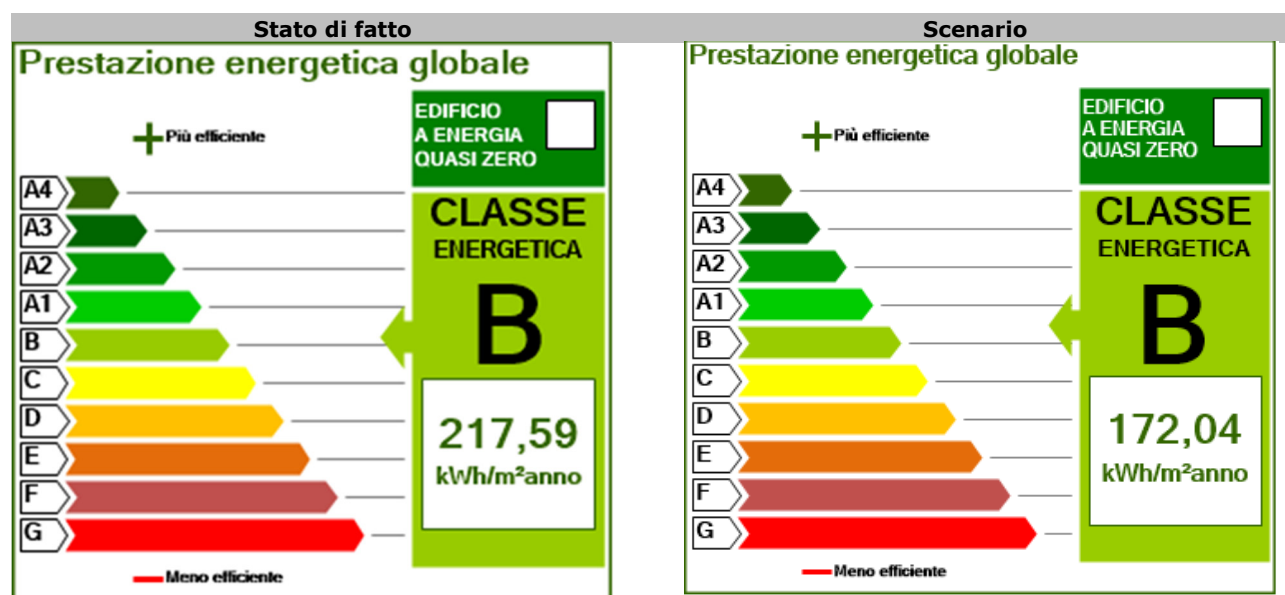 Stato di fatto
Prestazione energetica globale
Più efficiente
EDIFICIO
A ENERGIA
QUASI ZERO
A4
A3
A2
A1
B
C
D
E
F
G
CLASSE
ENERGETICA
B
217,59
kWh/m²anno
Meno efficiente
Scenario
Prestazione energetica globale
Più efficiente
EDIFICIO
A ENERGIA
QUASI ZERO
A4
A3
A2
A1
B
C
D
E
F
G
CLASSE
ENERGETICA
B
172,04
kWh/m²anno
Meno efficiente